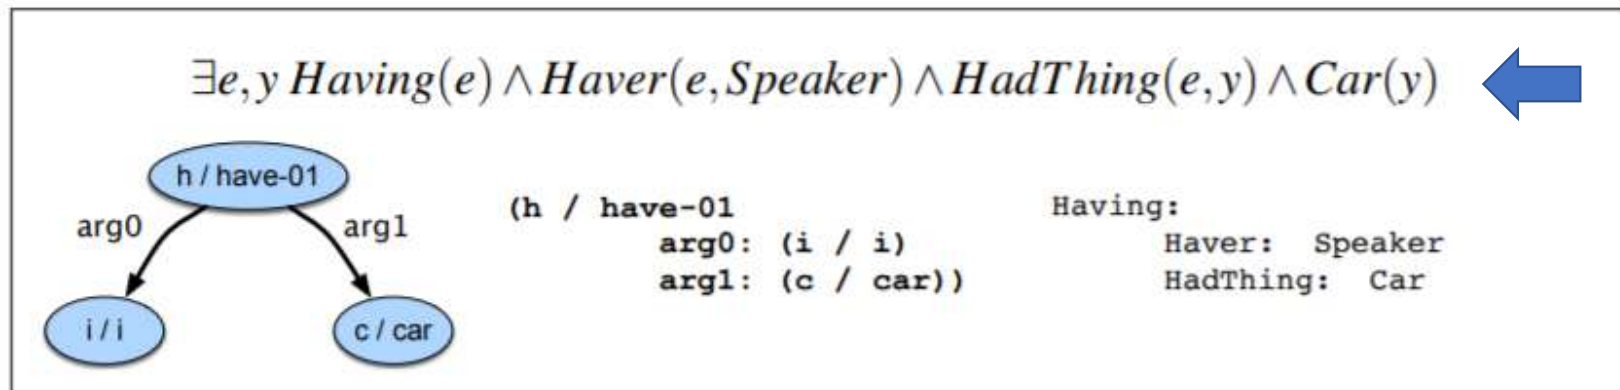 ∃e, y Having(e) ∧ Haver(e, Speaker) ∧ HadThing(e, y) ∧ Car(y)
h / have-01
arg0
arg1
i / i
c / car
(h / have-01
arg0: (i / i)
arg1: (c / car))
Having:
Haver: Speaker
HadThing: Car